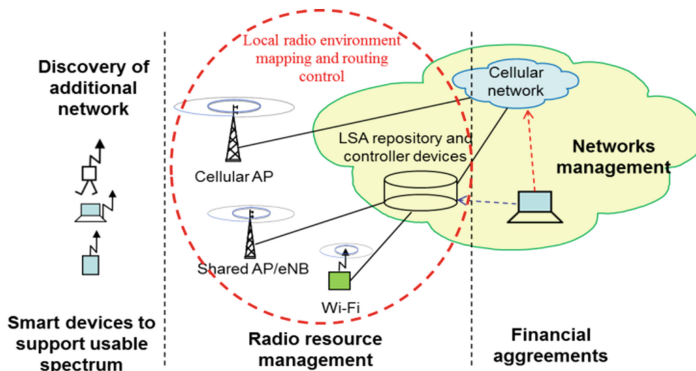 Discovery of
additional
network
Smart devices to
support usable
spectrum
Local radio environment
mapping and routing
control
Cellular AP
Shared AP/eNB
Wi-Fi
LSA repository and
controller devices
Radio resource
management
Cellular
network
Networks
management
Financial
aggreements